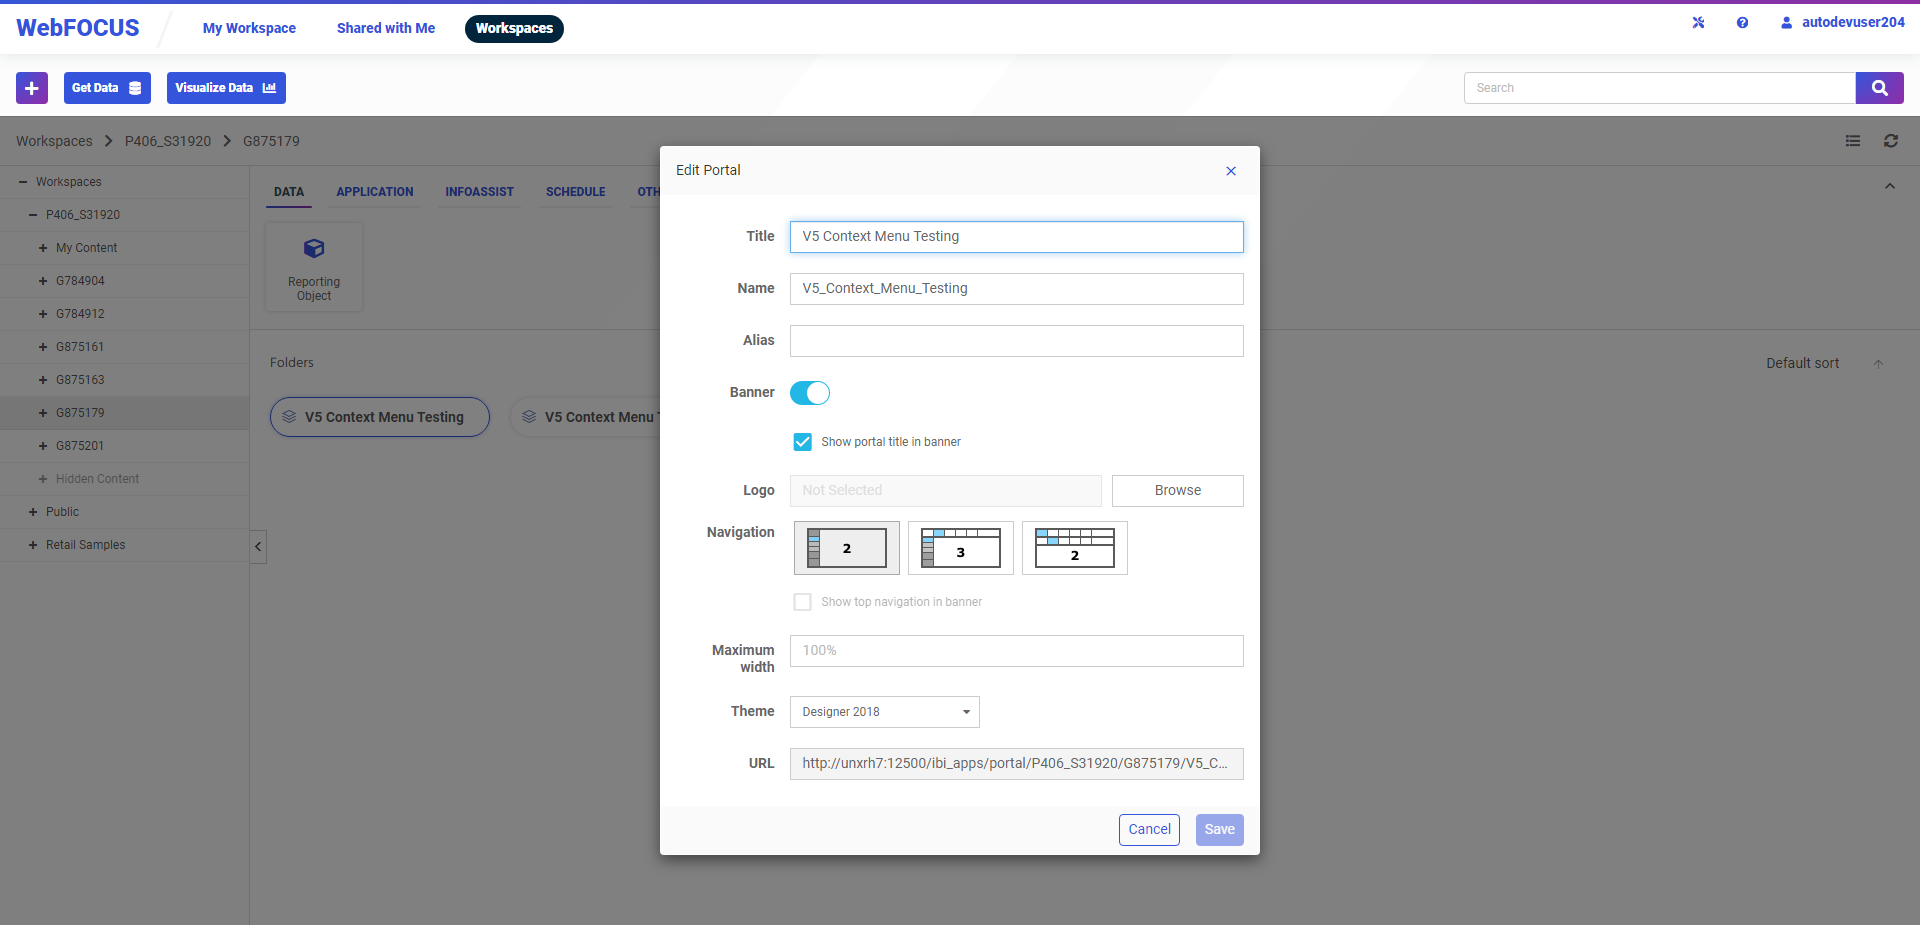 WebFOCUS
My Workspace
Shared with Me
Workspaces
autodevuser204
Get Data
Visualize Data
Search
Workspaces
P406_S31920
G875179
Workspaces
P406_S31920
My Content
G784904
G784912
G875161
G875163
G875179
G875201
Hidden Content
Public
Retail Samples
DATA
APPLICATION
INFOASSIST
SCHEDULE
OTH
Reporting
Object
Folders
Default sort
V5 Context Menu Testing
V5 Context Menu
Edit Portal
Title
V5 Context Menu Testing
Name
V5_Context_Menu_Testing
Alias
Banner
Show portal title in banner
Logo
Not Selected
Browse
Navigation
2
3
2
Show top navigation in banner
Maximum
width
100%
Theme
Designer 2018
URL
http://unxrh7:12500/ibi_apps/portal/P406_S31920/G875179/V5_C...
Cancel
Save